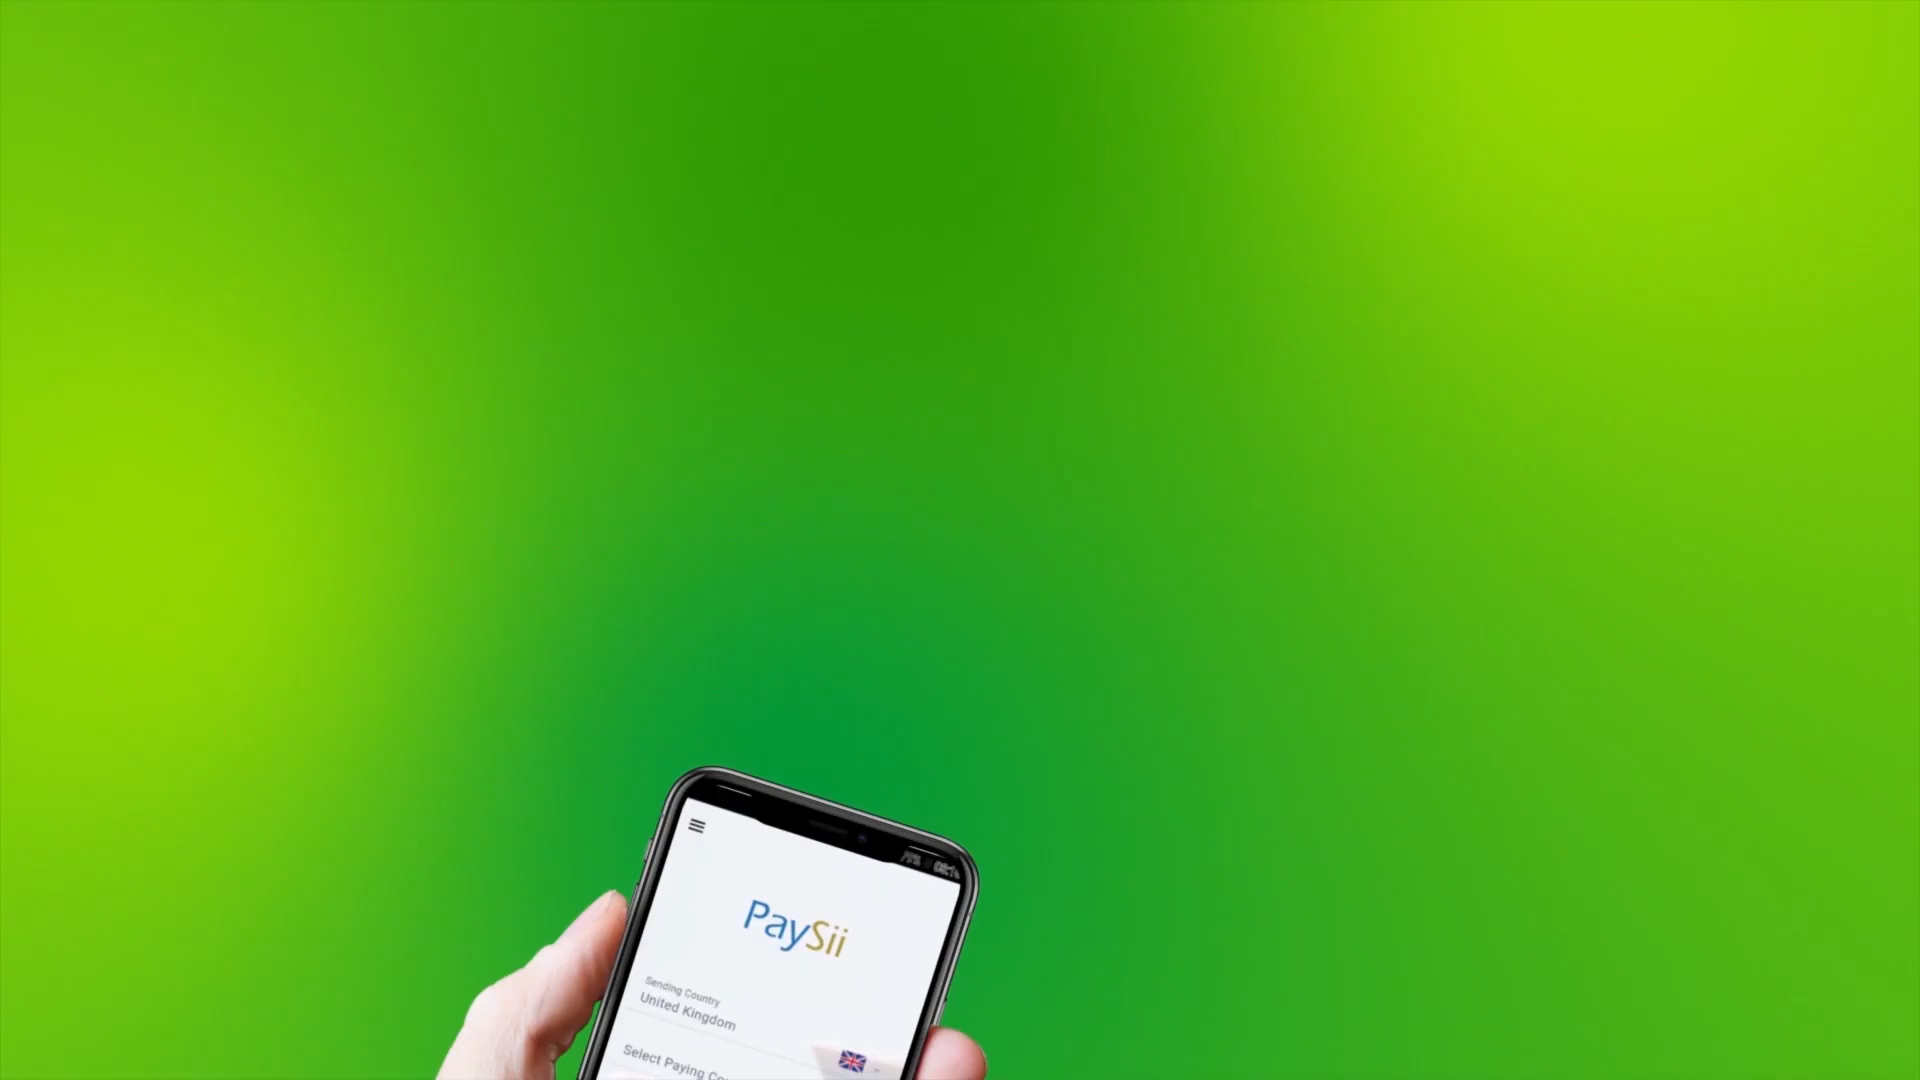 PaySii
Sending Country
United Kingdom
Select Paying